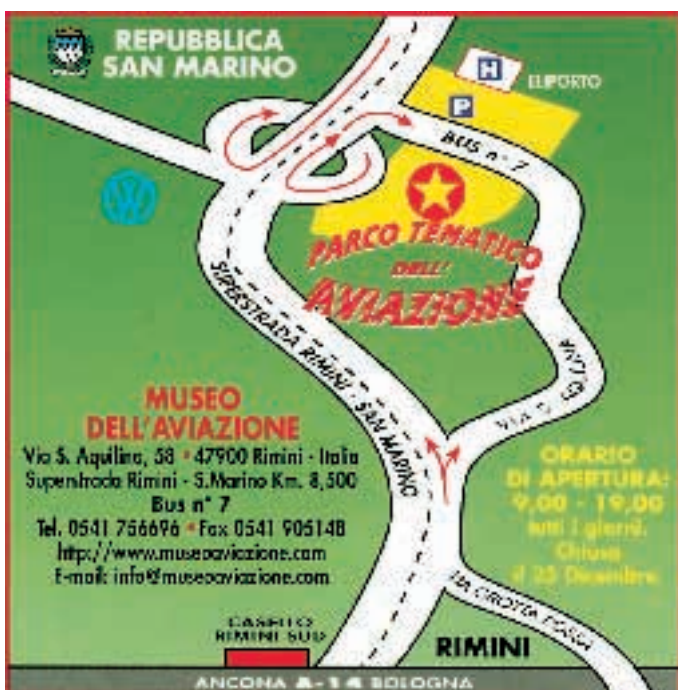 REPUBBLICA
SAN MARINO
H
ELIPORTO
P
BUS n° 7
PARCO TEMATICO
DELL'
AVIAZIONE
SUPERSTRADA RIMINI - SAN MARINO
MUSEO
DELL'AVIAZIONE
Via S. Aquilina, 58 • 47900 Rimini - Italia
Superstrada Rimini - S.Marino Km. 8,500
Bus n° 7
Tel. 0541 756696 • Fax 0541 905148
http://www.museoaviazione.com
E-mail: info@museoaviazione.com
ORARIO
DI APERTURA:
9,00 - 19,00
tutti i giorni.
Chiuso
il 25 Dicembre.
VIA
CASELLO
RIMINI SUD
RIMINI
ANCONA A-14 BOLOGNA